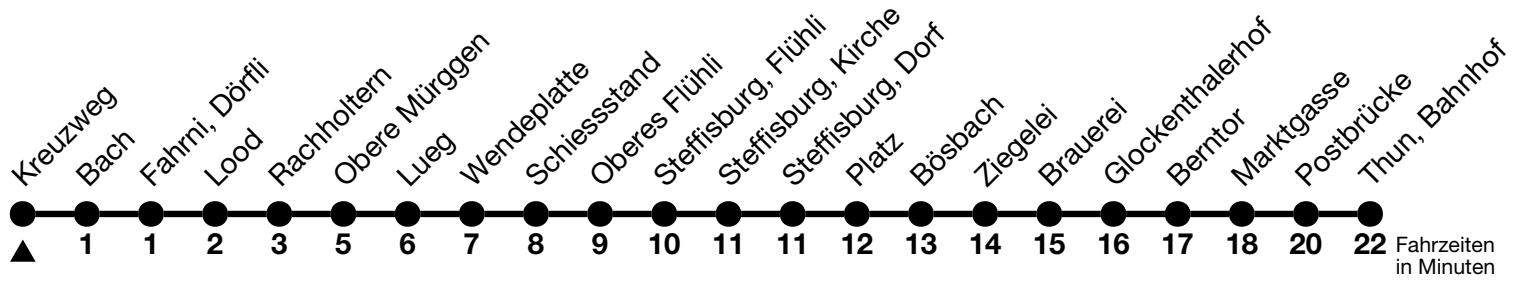 Kreuzweg
Bach
Fahrni, Dörfli
Lood
Rachholtern
Obere Mürggen
Lueg
Wendeplatte
Schiessstand
Oberes Flühli
Steffisburg, Flühli
Steffisburg, Kirche
Steffisburg, Dorf
Platz
Bösbach
Ziegelei
Brauerei
Glockenthalerhof
Berntor
Marktgasse
Postbrücke
Thun, Bahnhof
1 1 2 3 5 6 7 8 9 10 11 11 12 13 14 15 16 17 18 20 22
Fahrzeiten
in Minuten